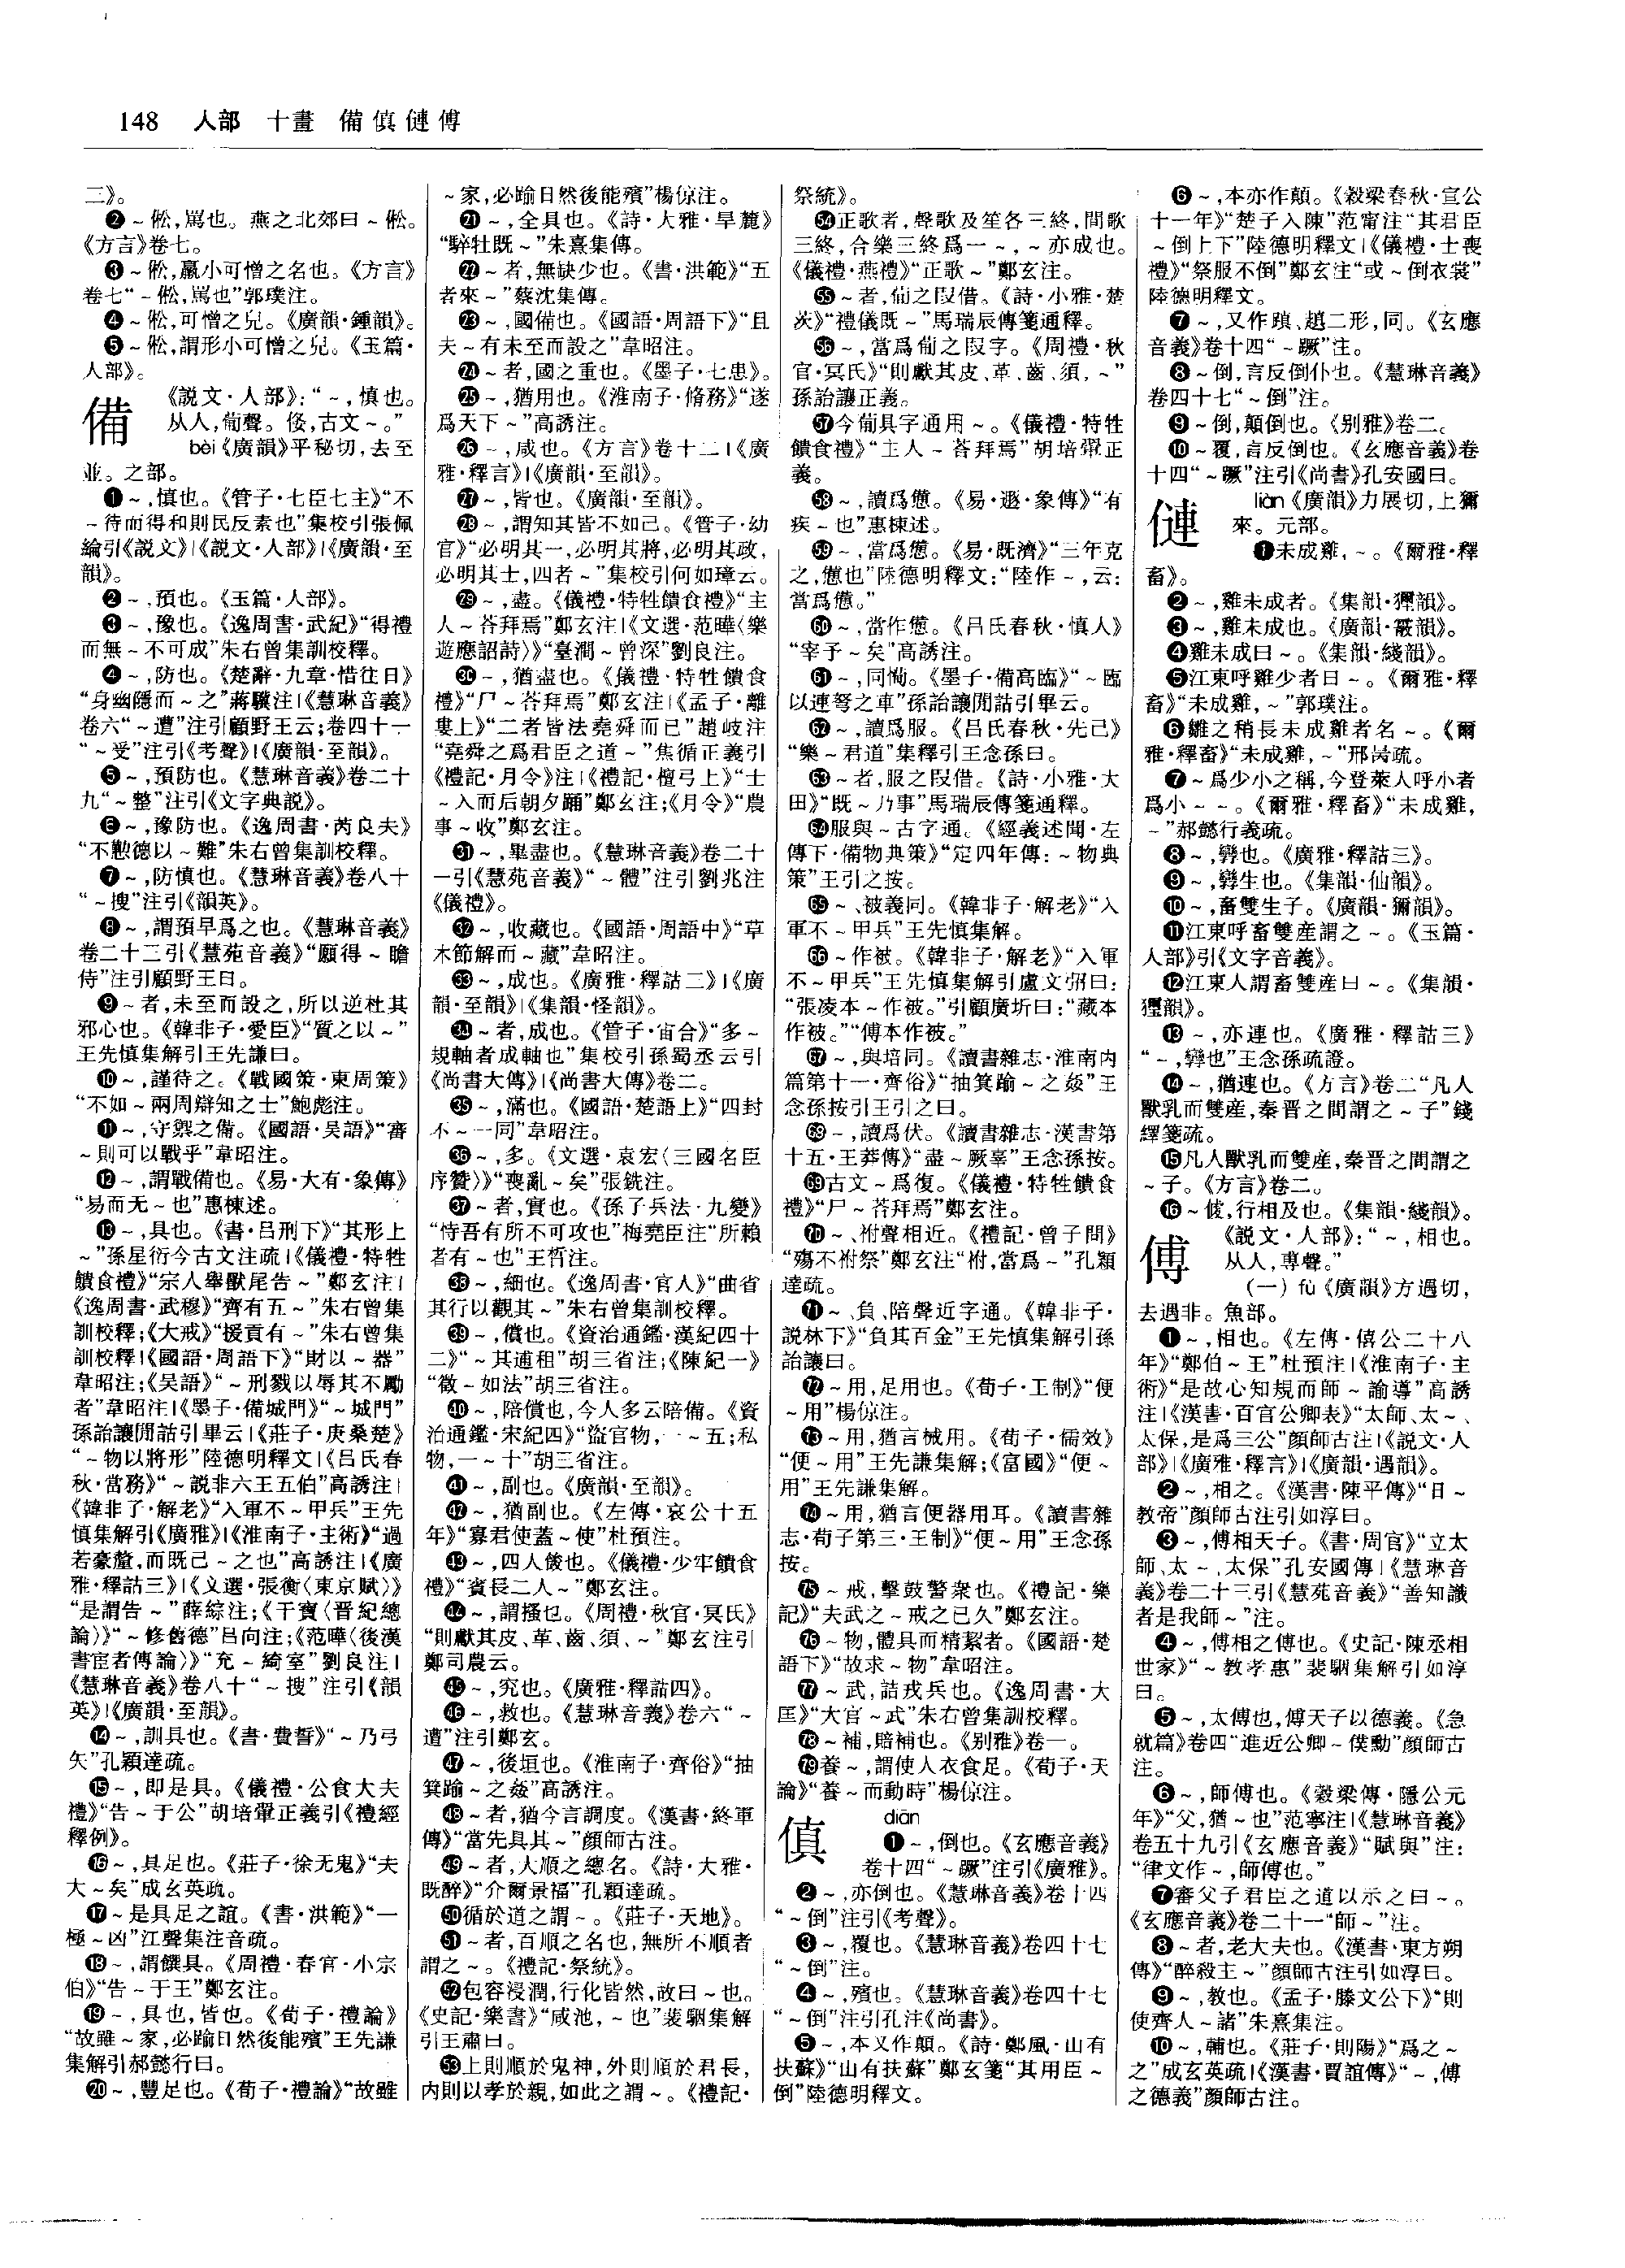 148 人部 十畫 備傎僆傅
三》。
❷～倯,駡也。燕之北郊曰～倯。
《方言》卷七。
❸～倯,羸小可憎之名也。《方言》
卷七“～倯,駡也”郭璞注。
❹～倯,可憎之皃。《廣韻·鍾韻》。
❺～倯,謂形小可憎之皃。《玉篇·
人部》。
備
《説文·人部》:“～,慎也。
从人,𤰇聲。俻,古文～。”
bèi《廣韻》平秘切,去至
並。之部。
❶～,慎也。《管子·七臣七主》“不
～待而得和則民反素也”集校引張佩
綸引《説文》|《説文·人部》|《廣韻·至
韻》。
❷～,預也。《玉篇·人部》。
❸～,豫也。《逸周書·武紀》“得禮
而無～不可成”朱右曾集訓校釋。
❹～,防也。《楚辭·九章·惜往日》
“身幽隱而～之”蔣驥注|《慧琳音義》
卷六“～遭”注引顧野王云;卷四十一
“～受”注引《考聲》|《廣韻·至韻》。
❺～,預防也。《慧琳音義》卷二十
九“～整”注引《文字典説》。
❻～,豫防也。《逸周書·芮良夫》
“不懃德以～難”朱右曾集訓校釋。
❼～,防慎也。《慧琳音義》卷八十
“～搜”注引《韻英》。
❽～,謂預早爲之也。《慧琳音義》
卷二十三引《慧苑音義》“願得～瞻
侍”注引顧野王曰。
❾～者,未至而設之,所以逆杜其
邪心也。《韓非子·愛臣》“質之以～”
王先慎集解引王先謙曰。
❿～,謹待之。《戰國策·東周策》
“不如～兩周辯知之士”鮑彪注。
⓫～,守禦之備。《國語·吴語》“審
～則可以戰乎”韋昭注。
⓬～,謂戰備也。《易·大有·象傳》
“易而无～也”惠棟述。
⓭～,具也。《書·吕刑下》“其形上
～”孫星衍今古文注疏|《儀禮·特牲
饋食禮》“宗人舉獸尾告～”鄭玄注|
《逸周書·武穆》“齊有五～”朱右曾集
訓校釋;《大戒》“援貢有～”朱右曾集
訓校釋|《國語·周語下》“財以～器”
韋昭注;《吴語》“～刑戮以辱其不勵
者”韋昭注|《墨子·備城門》“～城門”
孫詒讓閒詁引畢云|《莊子·庚桑楚》
“～物以將形”陸德明釋文|《吕氏春
秋·當務》“～説非六王五伯”高誘注|
《韓非子·解老》“入軍不～甲兵”王先
慎集解引《廣雅》|《淮南子·主術》“過
若豪釐,而既已～之也”高誘注|《廣
雅·釋詁三》|《文選·張衡〈東京賦〉》
“是謂告～”薛綜注;《干寶〈晉紀總
論〉》“～修舊德”吕向注;《范曄〈後漢
書宦者傳論〉》“充～綺室”劉良注|
《慧琳音義》卷八十“～搜”注引《韻
英》|《廣韻·至韻》。
⓮～,訓具也。《書·費誓》“～乃弓
矢”孔穎達疏。
⓯～,即是具。《儀禮·公食大夫
禮》“告～于公”胡培翬正義引《禮經
釋例》。
⓰～,具足也。《莊子·徐无鬼》“夫
大～矣”成玄英疏。
⓱～是具足之誼。《書·洪範》“一
極～凶”江聲集注音疏。
⓲～,謂饌具。《周禮·春官·小宗
伯》“告～于王”鄭玄注。
⓳～,具也,皆也。《荀子·禮論》
“故雖～家,必踰日然後能殯”王先謙
集解引郝懿行曰。
⓴～,豐足也。《荀子·禮論》“故雖
～家,必踰日然後能殯”楊倞注。
㉑～,全具也。《詩·大雅·旱麓》
“騂牡既～”朱熹集傳。
㉒～者,無缺少也。《書·洪範》“五
者來～”蔡沈集傳。
㉓～,國備也。《國語·周語下》“且
夫～有未至而設之”韋昭注。
㉔～者,國之重也。《墨子·七患》。
㉕～,猶用也。《淮南子·脩務》“遂
爲天下～”高誘注。
㉖～,咸也。《方言》卷十二|《廣
雅·釋言》|《廣韻·至韻》。
㉗～,皆也。《廣韻·至韻》。
㉘～,謂知其皆不如己。《管子·幼
官》“必明其一,必明其將,必明其政,
必明其士,四者～”集校引何如璋云。
㉙～,盡。《儀禮·特牲饋食禮》“主
人～荅拜焉”鄭玄注|《文選·范曄〈樂
遊應詔詩〉》“臺澗～曾深”劉良注。
㉚～,猶盡也。《儀禮·特牲饋食
禮》“尸～荅拜焉”鄭玄注|《孟子·離
婁上》“二者皆法堯舜而已”趙岐注
“堯舜之爲君臣之道～”焦循正義引
《禮記·月令》注|《禮記·檀弓上》“士
～入而后朝夕踊”鄭玄注;《月令》“農
事～收”鄭玄注。
㉛～,畢盡也。《慧琳音義》卷二十
一引《慧苑音義》“～體”注引劉兆注
《儀禮》。
㉜～,收藏也。《國語·周語中》“草
木節解而～藏”韋昭注。
㉝～,成也。《廣雅·釋詁二》|《廣
韻·至韻》|《集韻·怪韻》。
㉞～者,成也。《管子·宙合》“多～
規軸者成軸也”集校引孫蜀丞云引
《尚書大傳》|《尚書大傳》卷二。
㉟～,滿也。《國語·楚語上》“四封
不～一同”韋昭注。
㊱～,多。《文選·袁宏〈三國名臣
序贊〉》“喪亂～矣”張銑注。
㊲～者,實也。《孫子兵法·九變》
“恃吾有所不可攻也”梅堯臣注“所賴
者有～也”王晳注。
㊳～,細也。《逸周書·官人》“曲省
其行以觀其～”朱右曾集訓校釋。
㊴～,償也。《資治通鑑·漢紀四十
二》“～其逋租”胡三省注;《陳紀一》
“徵～如法”胡三省注。
㊵～,陪償也,今人多云陪備。《資
治通鑑·宋紀四》“盜官物,一～五;私
物,一～十”胡三省注。
㊶～,副也。《廣韻·至韻》。
㊷～,猶副也。《左傳·哀公十五
年》“寡君使蓋～使”杜預注。
㊸～,四人餕也。《儀禮·少牢饋食
禮》“賓長二人～”鄭玄注。
㊹～,謂搔也。《周禮·秋官·冥氏》
“則獻其皮、革、齒、須、～”鄭玄注引
鄭司農云。
㊺～,究也。《廣雅·釋詁四》。
㊻～,救也。《慧琳音義》卷六“～
遭”注引鄭玄。
㊼～,後垣也。《淮南子·齊俗》“抽
箕踰～之姦”高誘注。
㊽～者,猶今言調度。《漢書·終軍
傳》“當先具其～”顔師古注。
㊾～者,大順之總名。《詩·大雅·
既醉》“介爾景福”孔穎達疏。
㊿循於道之謂～。《莊子·天地》。
51～者,百順之名也,無所不順者
謂之～。《禮記·祭統》。
52包容浸潤,行化皆然,故曰～也。
《史記·樂書》“咸池,～也”裴駰集解
引王肅曰。
53上則順於鬼神,外則順於君長,
内則以孝於親,如此之謂～。《禮記·
祭統》。
54正歌者,聲歌及笙各三終,間歌
三終,合樂三終爲一～,～亦成也。
《儀禮·燕禮》“正歌～”鄭玄注。
55～者,𤰇之叚借。《詩·小雅·楚
茨》“禮儀既～”馬瑞辰傳箋通釋。
56～,當爲𤰇之叚字。《周禮·秋
官·冥氏》“則獻其皮、革、齒、須,～”
孫詒讓正義。
57今𤰇具字通用～。《儀禮·特牲
饋食禮》“主人～荅拜焉”胡培翬正
義。
58～,讀爲憊。《易·遯·象傳》“有
疾～也”惠棟述。
59～,當爲憊。《易·既濟》“三年克
之,憊也”陸德明釋文:“陸作～,云:
當爲憊。”
60～,當作憊。《吕氏春秋·慎人》
“宰予～矣”高誘注。
61～,同㣁。《墨子·備高臨》“～臨
以連弩之車”孫詒讓閒詁引畢云。
62～,讀爲服。《吕氏春秋·先己》
“樂～君道”集釋引王念孫曰。
63～者,服之叚借。《詩·小雅·大
田》“既～乃事”馬瑞辰傳箋通釋。
64服與～古字通。《經義述聞·左
傳下·備物典策》“定四年傳:～物典
策”王引之按。
65～、被義同。《韓非子·解老》“入
軍不～甲兵”王先慎集解。
66～作被。《韓非子·解老》“入軍
不～甲兵”王先慎集解引盧文弨曰:
“張凌本～作被。”引顧廣圻曰:“藏本
作被。”“傅本作被。”
67～,與培同。《讀書雜志·淮南内
篇第十一·齊俗》“抽箕踰～之姦”王
念孫按引王引之曰。
68～,讀爲伏。《讀書雜志·漢書第
十五·王莽傳》“盡～厥辜”王念孫按。
69古文～爲復。《儀禮·特牲饋食
禮》“尸～荅拜焉”鄭玄注。
70～、祔聲相近。《禮記·曾子問》
“殤不祔祭”鄭玄注“祔,當爲～”孔穎
達疏。
71～、負、陪聲近字通。《韓非子·
説林下》“負其百金”王先慎集解引孫
詒讓曰。
72～用,足用也。《荀子·王制》“便
～用”楊倞注。
73～用,猶言械用。《荀子·儒效》
“便～用”王先謙集解;《富國》“便～
用”王先謙集解。
74～用,猶言便器用耳。《讀書雜
志·荀子第三·王制》“便～用”王念孫
按。
75～戒,擊鼓警衆也。《禮記·樂
記》“夫武之～戒之已久”鄭玄注。
76～物,體具而精絜者。《國語·楚
語下》“故求～物”韋昭注。
77～武,詰戎兵也。《逸周書·大
匡》“大官～武”朱右曾集訓校釋。
78～補,賠補也。《别雅》卷一。
79養～,謂使人衣食足。《荀子·天
論》“養～而動時”楊倞注。
傎
diān
❶～,倒也。《玄應音義》
卷十四“～蹶”注引《廣雅》。
❷～,亦倒也。《慧琳音義》卷十四
“～倒”注引《考聲》。
❸～,覆也。《慧琳音義》卷四十七
“～倒”注。
❹～,殞也。《慧琳音義》卷四十七
“～倒”注引孔注《尚書》。
❺～,本又作顛。《詩·鄭風·山有
扶蘇》“山有扶蘇”鄭玄箋“其用臣～
倒”陸德明釋文。
❻～,本亦作顛。《穀梁春秋·宣公
十一年》“楚子入陳”范甯注“其君臣
～倒上下”陸德明釋文|《儀禮·士喪
禮》“祭服不倒”鄭玄注“或～倒衣裳”
陸德明釋文。
❼～,又作蹎、趈二形,同。《玄應
音義》卷十四“～蹶”注。
❽～倒,言反倒仆也。《慧琳音義》
卷四十七“～倒”注。
❾～倒,顛倒也。《别雅》卷二。
❿～覆,言反倒也。《玄應音義》卷
十四“～蹶”注引《尚書》孔安國曰。
僆
liàn《廣韻》力展切,上獮
來。元部。
❶未成雞,～。《爾雅·釋
畜》。
❷～,雞未成者。《集韻·獮韻》。
❸～,雞未成也。《廣韻·霰韻》。
❹雞未成曰～。《集韻·綫韻》。
❺江東呼雞少者曰～。《爾雅·釋
畜》“未成雞,～”郭璞注。
❻雛之稍長未成雞者名～。《爾
雅·釋畜》“未成雞,～”邢昺疏。
❼～爲少小之稱,今登萊人呼小者
爲小～～。《爾雅·釋畜》“未成雞,
～”郝懿行義疏。
❽～,孿也。《廣雅·釋詁三》。
❾～,孿生也。《集韻·仙韻》。
❿～,畜雙生子。《廣韻·獮韻》。
⓫江東呼畜雙産謂之～。《玉篇·
人部》引《文字音義》。
⓬江東人謂畜雙産曰～。《集韻·
獮韻》。
⓭～,亦連也。《廣雅·釋詁三》
“～,孿也”王念孫疏證。
⓮～,猶連也。《方言》卷二“凡人
獸乳而雙産,秦晋之間謂之～子”錢
繹箋疏。
⓯凡人獸乳而雙産,秦晋之間謂之
～子。《方言》卷二。
⓰～㑘,行相及也。《集韻·綫韻》。
傅
《説文·人部》:“～,相也。
从人,尃聲。”
(一) fù《廣韻》方遇切,
去遇非。魚部。
❶～,相也。《左傳·僖公二十八
年》“鄭伯～王”杜預注|《淮南子·主
術》“是故心知規而師～諭導”高誘
注|《漢書·百官公卿表》“太師、太～、
太保,是爲三公”顔師古注|《説文·人
部》|《廣雅·釋言》|《廣韻·遇韻》。
❷～,相之。《漢書·陳平傳》“日～
教帝”顔師古注引如淳曰。
❸～,傅相天子。《書·周官》“立太
師、太～、太保”孔安國傳|《慧琳音
義》卷二十三引《慧苑音義》“善知識
者是我師～”注。
❹～,傅相之傅也。《史記·陳丞相
世家》“～教孝惠”裴駰集解引如淳
曰。
❺～,太傅也,傅天子以德義。《急
就篇》卷四“進近公卿～僕勳”顔師古
注。
❻～,師傅也。《穀梁傳·隱公元
年》“父,猶～也”范寧注|《慧琳音義》
卷五十九引《玄應音義》“賦與”注:
“律文作～,師傅也。”
❼審父子君臣之道以示之曰～。
《玄應音義》卷二十一“師～”注。
❽～者,老大夫也。《漢書·東方朔
傳》“醉殺主～”顔師古注引如淳曰。
❾～,教也。《孟子·滕文公下》“則
使齊人～諸”朱熹集注。
❿～,輔也。《莊子·則陽》“爲之～
之”成玄英疏|《漢書·賈誼傳》“～,傅
之德義”顔師古注。